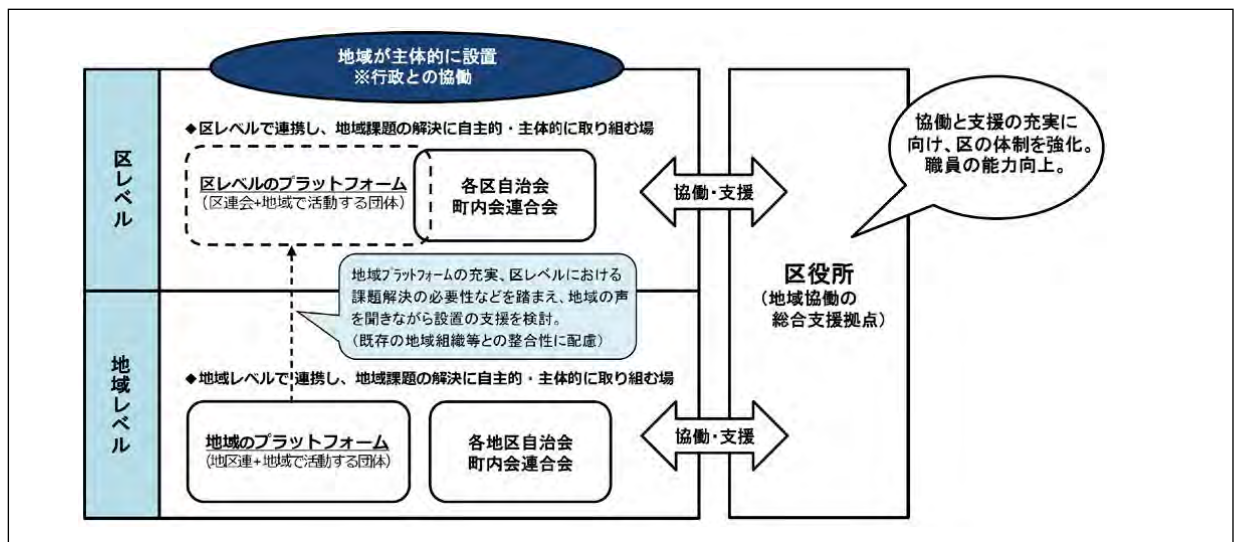 地域が主体的に設置
※行政との協働
区レベル
◆区レベルで連携し、地域課題の解決に自主的・主体的に取り組む場
区レベルのプラットフォーム
(区連会+地域で活動する団体)
各区自治会
町内会連合会
協働・支援
協働と支援の充実に
向け、区の体制を強化。
職員の能力向上。
区役所
(地域協働の
総合支援拠点)
地域プラットフォームの充実、区レベルにおける
課題解決の必要性などを踏まえ、地域の声
を聞きながら設置の支援を検討。
(既存の地域組織等との整合性に配慮)
地域レベル
◆地域レベルで連携し、地域課題の解決に自主的・主体的に取り組む場
地域のプラットフォーム
(地区連+地域で活動する団体)
各地区自治会
町内会連合会
協働・支援